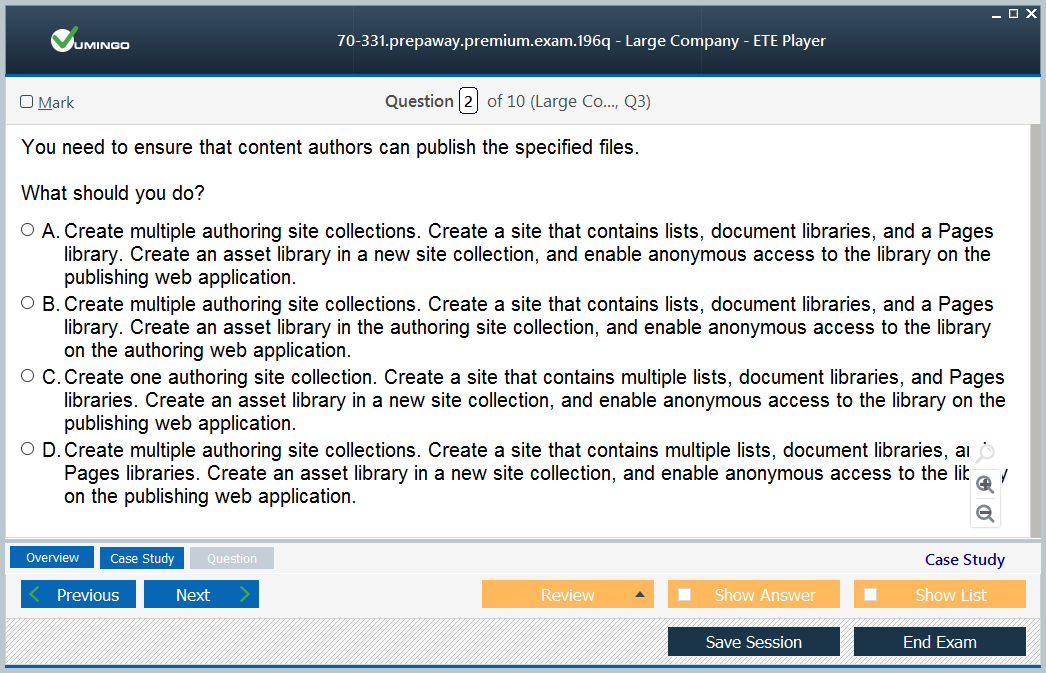 VUMINGO
70-331.prepaway.premium.exam.196q - Large Company - ETE Player
Mark
Question 2 of 10 (Large Co..., Q3)
You need to ensure that content authors can publish the specified files.
What should you do?
A. Create multiple authoring site collections. Create a site that contains lists, document libraries, and a Pages
library. Create an asset library in a new site collection, and enable anonymous access to the library on the
publishing web application.
B. Create multiple authoring site collections. Create a site that contains lists, document libraries, and a Pages
library. Create an asset library in the authoring site collection, and enable anonymous access to the library
on the authoring web application.
C. Create one authoring site collection. Create a site that contains multiple lists, document libraries, and Pages
libraries. Create an asset library in a new site collection, and enable anonymous access to the library on the
publishing web application.
D. Create multiple authoring site collections. Create a site that contains multiple lists, document libraries,
Pages libraries. Create an asset library in a new site collection, and enable anonymous access to the
on the publishing web application.
Overview Case Study Question Case Study
Previous Next Review Show Answer Show List
Save Session End Exam